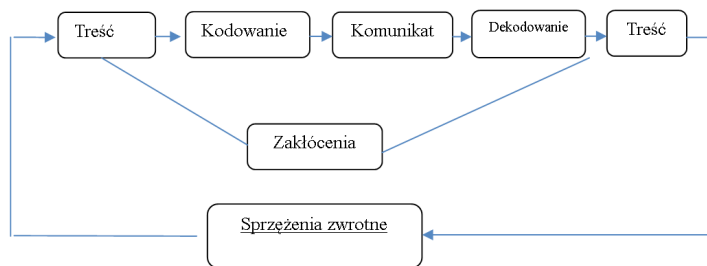 Treść
Kodowanie
Komunikat
Dekodowanie
Treść
Zakłócenia
Sprzężenia zwrotne